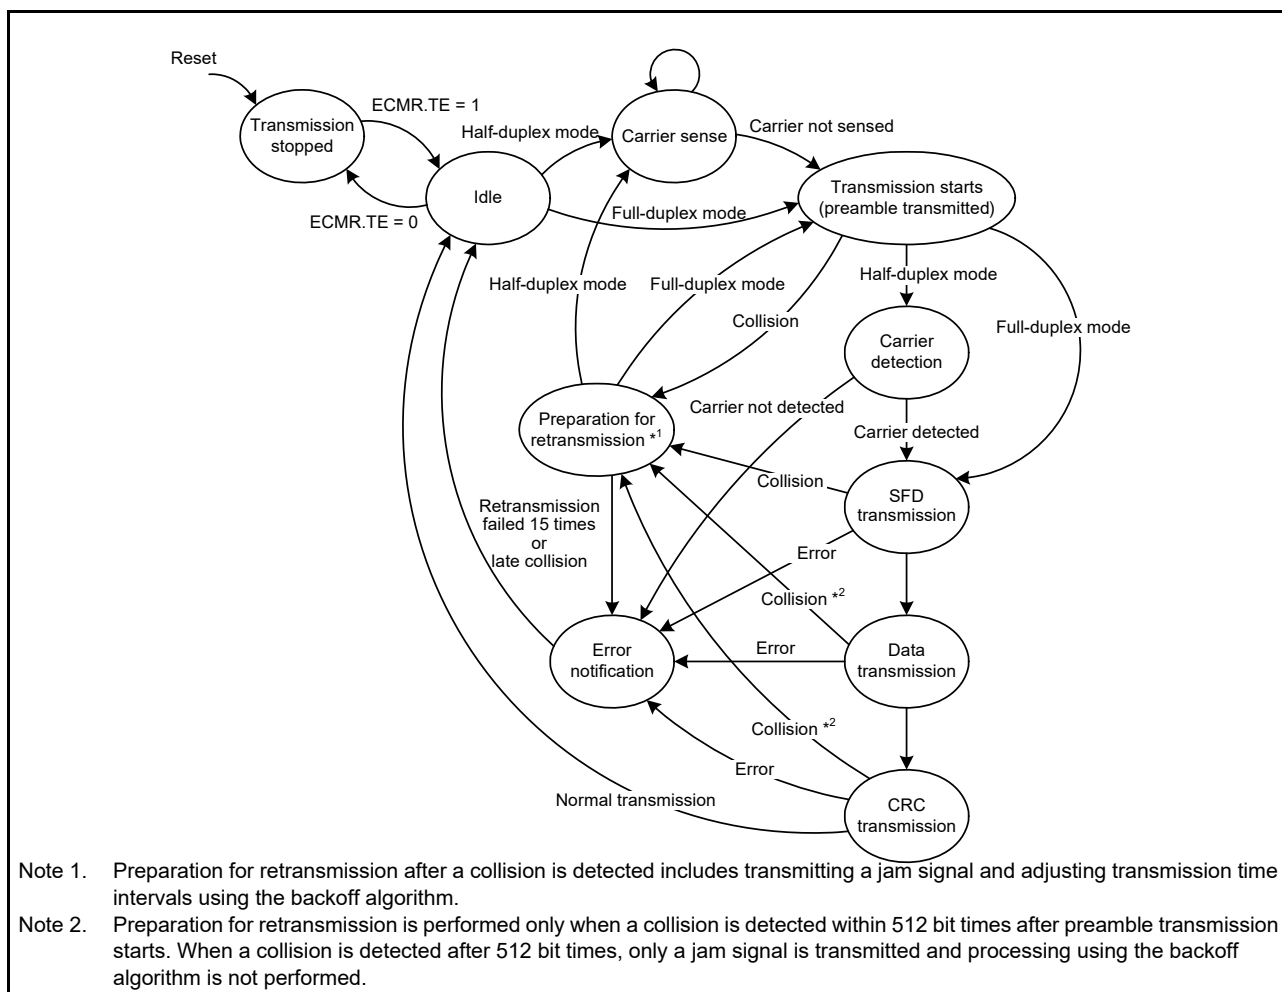 Reset
ECMR.TE = 1
Transmission
stopped
Half-duplex mode
Carrier sense
Carrier not sensed
Idle
Transmission starts
(preamble transmitted)
ECMR.TE = 0
Full-duplex mode
Half-duplex mode
Full-duplex mode
Half-duplex mode
Collision
Full-duplex mode
Carrier
detection
Carrier not detected
Preparation for
retransmission *1
Carrier detected
Collision
SFD
transmission
Retransmission
failed 15 times
or
late collision
Error
Collision *2
Error
notification
Error
Data
transmission
Collision *2
Error
Normal transmission
CRC
transmission
Note 1. Preparation for retransmission after a collision is detected includes transmitting a jam signal and adjusting transmission time
intervals using the backoff algorithm.
Note 2. Preparation for retransmission is performed only when a collision is detected within 512 bit times after preamble transmission
starts. When a collision is detected after 512 bit times, only a jam signal is transmitted and processing using the backoff
algorithm is not performed.